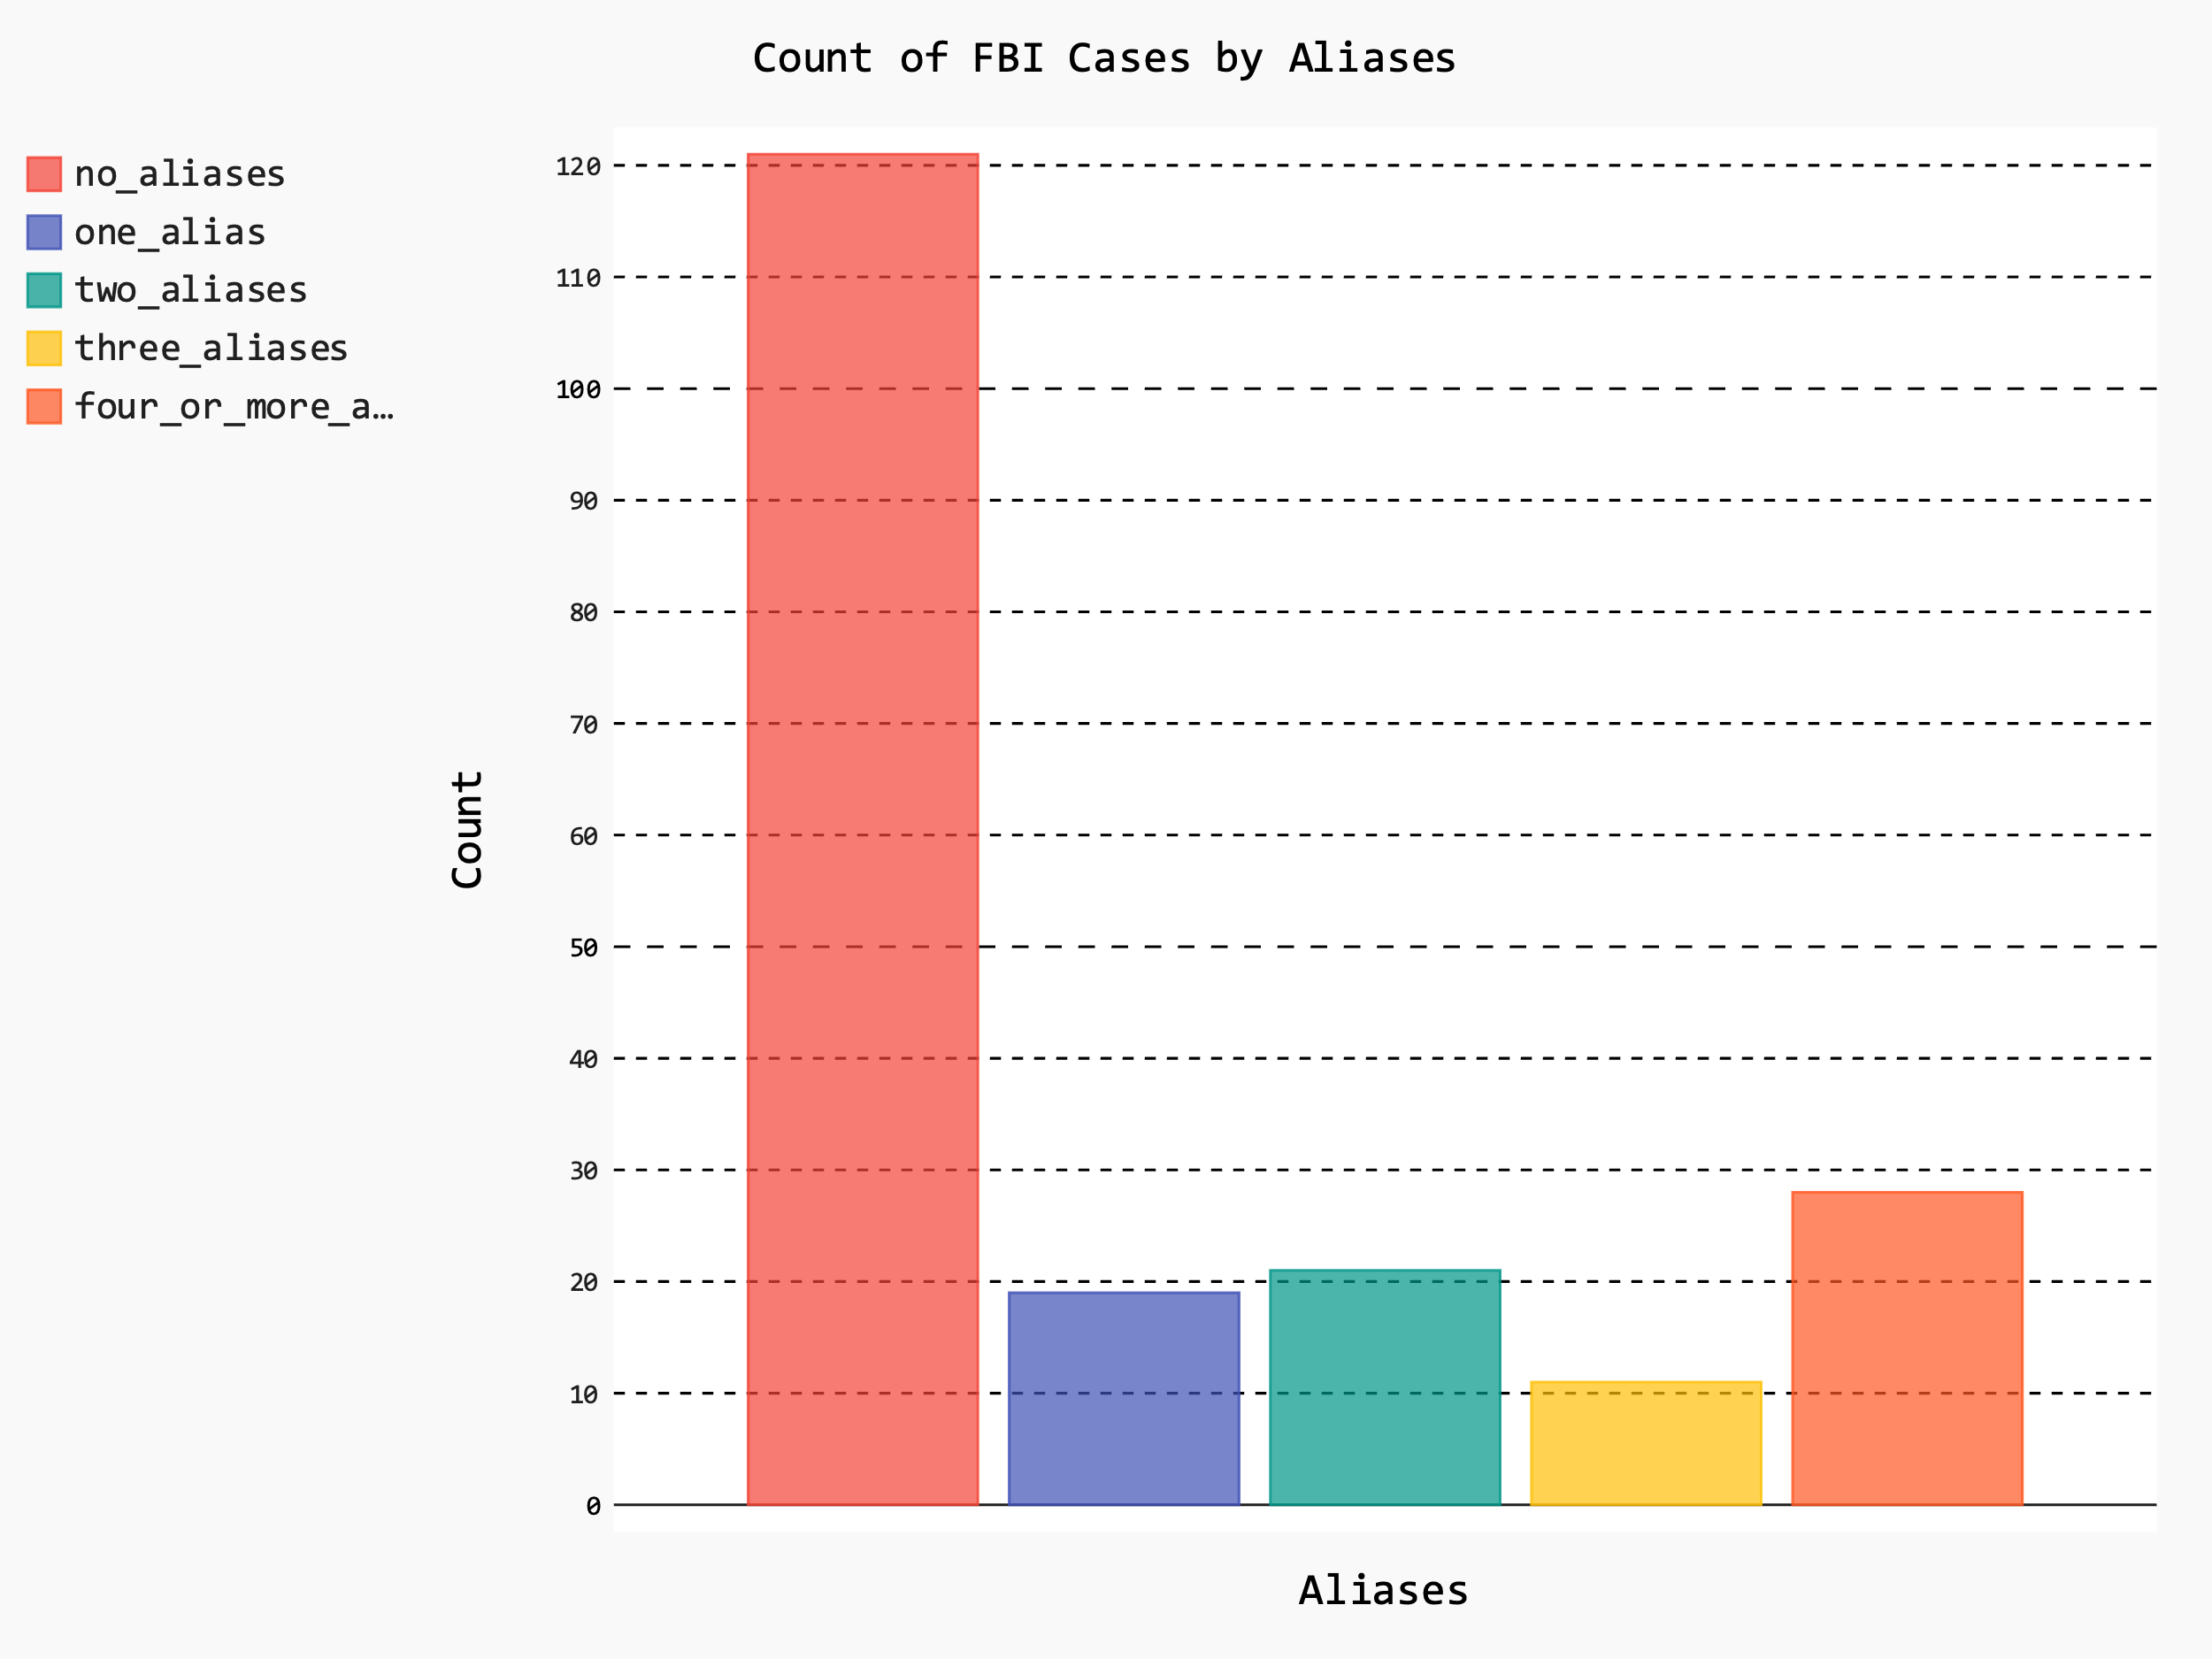 Count of FBI Cases by Aliases
no_aliases
one_alias
two_aliases
three_aliases
four_or_more_a…
120
110
100
90
80
70
60
50
40
30
20
10
0
Count
Aliases